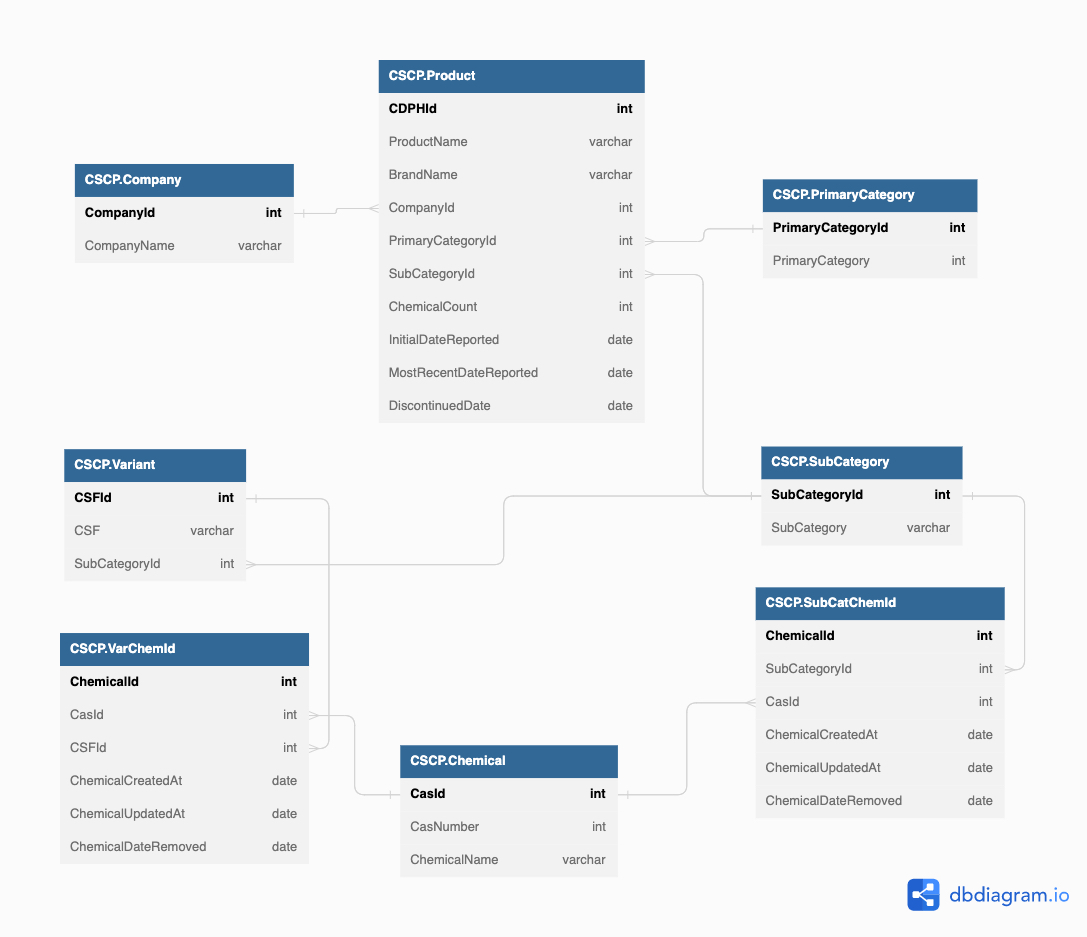 CSCP.Product
CDPHId int
ProductName varchar
BrandName varchar
CompanyId int
PrimaryCategoryId int
SubCategoryId int
ChemicalCount int
InitialDateReported date
MostRecentDateReported date
DiscontinuedDate date
CSCP.Company
CompanyId int
CompanyName varchar
CSCP.PrimaryCategory
PrimaryCategoryId int
PrimaryCategory int
CSCP.Variant
CSFId int
CSF varchar
SubCategoryId int
CSCP.SubCategory
SubCategoryId int
SubCategory varchar
CSCP.VarChemId
ChemicalId int
CasId int
CSFId int
ChemicalCreatedAt date
ChemicalUpdatedAt date
ChemicalDateRemoved date
CSCP.SubCatChemId
ChemicalId int
SubCategoryId int
CasId int
ChemicalCreatedAt date
ChemicalUpdatedAt date
ChemicalDateRemoved date
CSCP.Chemical
CasId int
CasNumber int
ChemicalName varchar
dbdiagram.io